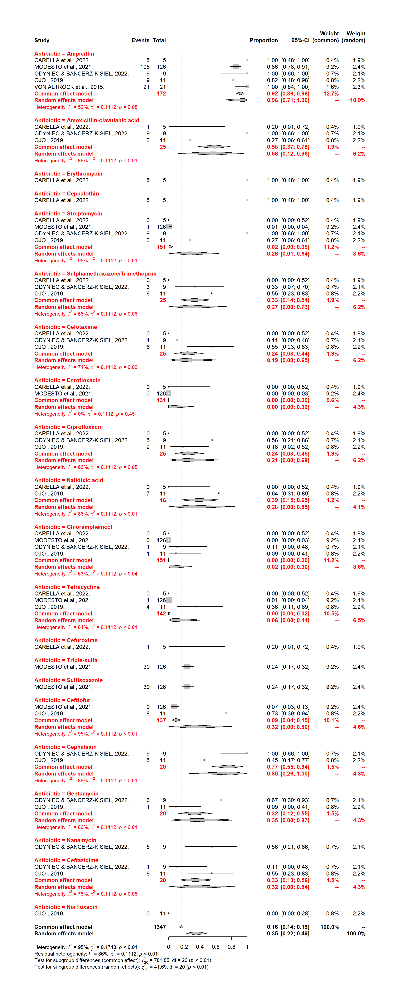 Weight Weight
Study Events Total Proportion 95%-CI (common) (random)
Antibiotic = Ampicillin
CARELLA et al., 2022. 5 5 1.00 [0.48; 1.00] 0.4% 1.9%
MODESTO et al., 2021. 108 126 0.86 [0.78; 0.91] 9.2% 2.4%
ODYNIEC & BANCERZ-KISIEL, 2022. 9 9 1.00 [0.66; 1.00] 0.7% 2.1%
OJO , 2019. 9 11 0.82 [0.48; 0.98] 0.8% 2.2%
VON ALTROCK et al., 2015. 21 21 1.00 [0.84; 1.00] 1.6% 2.3%
Common effect model 172 0.92 [0.86; 0.96] 12.7% --
Random effects model 0.96 [0.71; 1.00] -- 10.9%
Heterogeneity: I² = 52%, τ² = 0.1112, p = 0.08
Antibiotic = Amoxicillin-clavulanic acid
CARELLA et al., 2022. 1 5 0.20 [0.01; 0.72] 0.4% 1.9%
ODYNIEC & BANCERZ-KISIEL, 2022. 9 9 1.00 [0.66; 1.00] 0.7% 2.1%
OJO , 2019. 3 11 0.27 [0.06; 0.61] 0.8% 2.2%
Common effect model 25 0.58 [0.37; 0.78] 1.9% --
Random effects model 0.56 [0.12; 0.96] -- 6.2%
Heterogeneity: I² = 89%, τ² = 0.1112, p < 0.01
Antibiotic = Erythromycin
CARELLA et al., 2022. 5 5 1.00 [0.48; 1.00] 0.4% 1.9%
Antibiotic = Cephalothin
CARELLA et al., 2022. 5 5 1.00 [0.48; 1.00] 0.4% 1.9%
Antibiotic = Streptomycin
CARELLA et al., 2022. 0 5 0.00 [0.00; 0.52] 0.4% 1.9%
MODESTO et al., 2021. 1 126 0.01 [0.00; 0.04] 9.2% 2.4%
ODYNIEC & BANCERZ-KISIEL, 2022. 9 9 1.00 [0.66; 1.00] 0.7% 2.1%
OJO , 2019. 3 11 0.27 [0.06; 0.61] 0.8% 2.2%
Common effect model 151 0.02 [0.00; 0.05] 11.2% --
Random effects model 0.26 [0.01; 0.64] -- 8.6%
Heterogeneity: I² = 95%, τ² = 0.1112, p < 0.01
Antibiotic = Sulphamethoxazole/Trimethoprim
CARELLA et al., 2022. 0 5 0.00 [0.00; 0.52] 0.4% 1.9%
ODYNIEC & BANCERZ-KISIEL, 2022. 3 9 0.33 [0.07; 0.70] 0.7% 2.1%
OJO , 2019. 6 11 0.55 [0.23; 0.83] 0.8% 2.2%
Common effect model 25 0.33 [0.14; 0.54] 1.9% --
Random effects model 0.27 [0.00; 0.73] -- 6.2%
Heterogeneity: I² = 65%, τ² = 0.1112, p = 0.06
Antibiotic = Cefotaxime
CARELLA et al., 2022. 0 5 0.00 [0.00; 0.52] 0.4% 1.9%
ODYNIEC & BANCERZ-KISIEL, 2022. 1 9 0.11 [0.00; 0.48] 0.7% 2.1%
OJO , 2019. 6 11 0.55 [0.23; 0.83] 0.8% 2.2%
Common effect model 25 0.24 [0.08; 0.44] 1.9% --
Random effects model 0.19 [0.00; 0.65] -- 6.2%
Heterogeneity: I² = 71%, τ² = 0.1112, p = 0.03
Antibiotic = Enrofloxacin
CARELLA et al., 2022. 0 5 0.00 [0.00; 0.52] 0.4% 1.9%
MODESTO et al., 2021. 0 126 0.00 [0.00; 0.03] 9.2% 2.4%
Common effect model 131 0.00 [0.00; 0.00] 9.6% --
Random effects model 0.00 [0.00; 0.32] -- 4.3%
Heterogeneity: I² = 0%, τ² = 0.1112, p = 0.45
Antibiotic = Ciprofloxacin
CARELLA et al., 2022. 0 5 0.00 [0.00; 0.52] 0.4% 1.9%
ODYNIEC & BANCERZ-KISIEL, 2022. 5 9 0.56 [0.21; 0.86] 0.7% 2.1%
OJO , 2019. 2 11 0.18 [0.02; 0.52] 0.8% 2.2%
Common effect model 25 0.24 [0.08; 0.45] 1.9% --
Random effects model 0.21 [0.00; 0.68] -- 6.2%
Heterogeneity: I² = 66%, τ² = 0.1112, p = 0.05
Antibiotic = Nalidixic acid
CARELLA et al., 2022. 0 5 0.00 [0.00; 0.52] 0.4% 1.9%
OJO , 2019. 7 11 0.64 [0.31; 0.89] 0.8% 2.2%
Common effect model 16 0.39 [0.15; 0.65] 1.2% --
Random effects model 0.28 [0.00; 0.85] -- 4.1%
Heterogeneity: I² = 86%, τ² = 0.1112, p < 0.01
Antibiotic = Chloramphenicol
CARELLA et al., 2022. 0 5 0.00 [0.00; 0.52] 0.4% 1.9%
MODESTO et al., 2021. 0 126 0.00 [0.00; 0.03] 9.2% 2.4%
ODYNIEC & BANCERZ-KISIEL, 2022. 1 9 0.11 [0.00; 0.48] 0.7% 2.1%
OJO , 2019. 1 11 0.09 [0.00; 0.41] 0.8% 2.2%
Common effect model 151 0.00 [0.00; 0.00] 11.2% --
Random effects model 0.02 [0.00; 0.30] -- 8.6%
Heterogeneity: I² = 63%, τ² = 0.1112, p = 0.04
Antibiotic = Tetracycline
CARELLA et al., 2022. 0 5 0.00 [0.00; 0.52] 0.4% 1.9%
MODESTO et al., 2021. 1 126 0.01 [0.00; 0.04] 9.2% 2.4%
OJO , 2019. 4 11 0.36 [0.11; 0.69] 0.8% 2.2%
Common effect model 142 0.00 [0.00; 0.02] 10.5% --
Random effects model 0.06 [0.00; 0.44] -- 6.5%
Heterogeneity: I² = 84%, τ² = 0.1112, p < 0.01
Antibiotic = Cefuroxime
CARELLA et al., 2022. 1 5 0.20 [0.01; 0.72] 0.4% 1.9%
Antibiotic = Triple-sulfa
MODESTO et al., 2021. 30 126 0.24 [0.17; 0.32] 9.2% 2.4%
Antibiotic = Sulfisoxazole
MODESTO et al., 2021. 30 126 0.24 [0.17; 0.32] 9.2% 2.4%
Antibiotic = Ceftiofur
MODESTO et al., 2021. 9 126 0.07 [0.03; 0.13] 9.2% 2.4%
OJO , 2019. 8 11 0.73 [0.39; 0.94] 0.8% 2.2%
Common effect model 137 0.09 [0.04; 0.15] 10.1% --
Random effects model 0.32 [0.00; 0.80] -- 4.6%
Heterogeneity: I² = 95%, τ² = 0.1112, p < 0.01
Antibiotic = Cephalexin
ODYNIEC & BANCERZ-KISIEL, 2022. 9 9 1.00 [0.66; 1.00] 0.7% 2.1%
OJO , 2019. 5 11 0.45 [0.17; 0.77] 0.8% 2.2%
Common effect model 20 0.77 [0.55; 0.94] 1.5% --
Random effects model 0.80 [0.26; 1.00] -- 4.3%
Heterogeneity: I² = 89%, τ² = 0.1112, p < 0.01
Antibiotic = Gentamycin
ODYNIEC & BANCERZ-KISIEL, 2022. 6 9 0.67 [0.30; 0.93] 0.7% 2.1%
OJO , 2019. 1 11 0.09 [0.00; 0.41] 0.8% 2.2%
Common effect model 20 0.32 [0.12; 0.55] 1.5% --
Random effects model 0.35 [0.00; 0.87] -- 4.3%
Heterogeneity: I² = 86%, τ² = 0.1112, p < 0.01
Antibiotic = Kanamycin
ODYNIEC & BANCERZ-KISIEL, 2022. 5 9 0.56 [0.21; 0.86] 0.7% 2.1%
Antibiotic = Ceftazidime
ODYNIEC & BANCERZ-KISIEL, 2022. 1 9 0.11 [0.00; 0.48] 0.7% 2.1%
OJO , 2019. 6 11 0.55 [0.23; 0.83] 0.8% 2.2%
Common effect model 20 0.33 [0.13; 0.56] 1.5% --
Random effects model 0.32 [0.00; 0.84] -- 4.3%
Heterogeneity: I² = 75%, τ² = 0.1112, p = 0.05
Antibiotic = Norfloxacin
OJO , 2019. 0 11 0.00 [0.00; 0.28] 0.8% 2.2%
Common effect model 1347 0.16 [0.14; 0.19] 100.0% --
Random effects model 0.35 [0.22; 0.49] -- 100.0%
0 0.2 0.4 0.6 0.8 1
Heterogeneity: I² = 95%, τ² = 0.1748, p < 0.01
Residual heterogeneity: I² = 86%, τ² = 0.1112, p < 0.01
Test for subgroup differences (common effect): χ²₂₀ = 781.85, df = 20 (p < 0.01)
Test for subgroup differences (random effects): χ²₂₀ = 41.69, df = 20 (p < 0.01)